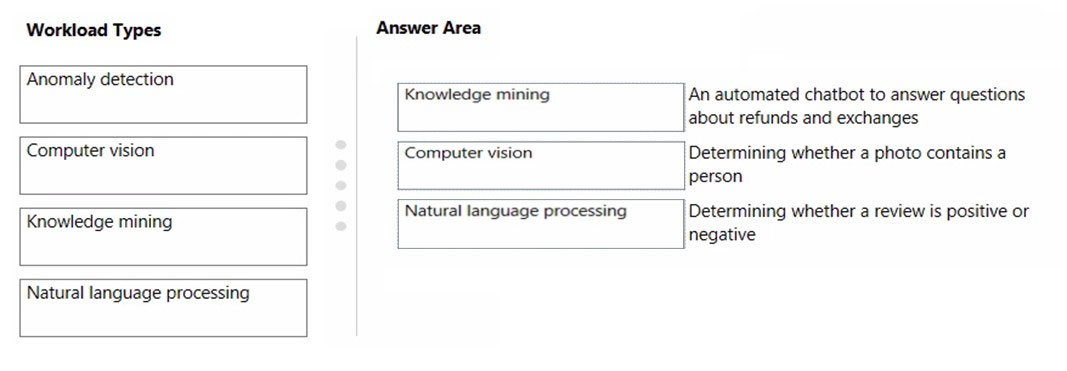 Workload Types
Anomaly detection
Computer vision
Knowledge mining
Natural language processing
Answer Area
Knowledge mining
An automated chatbot to answer questions
about refunds and exchanges
Computer vision
Determining whether a photo contains a
person
Natural language processing
Determining whether a review is positive or
negative